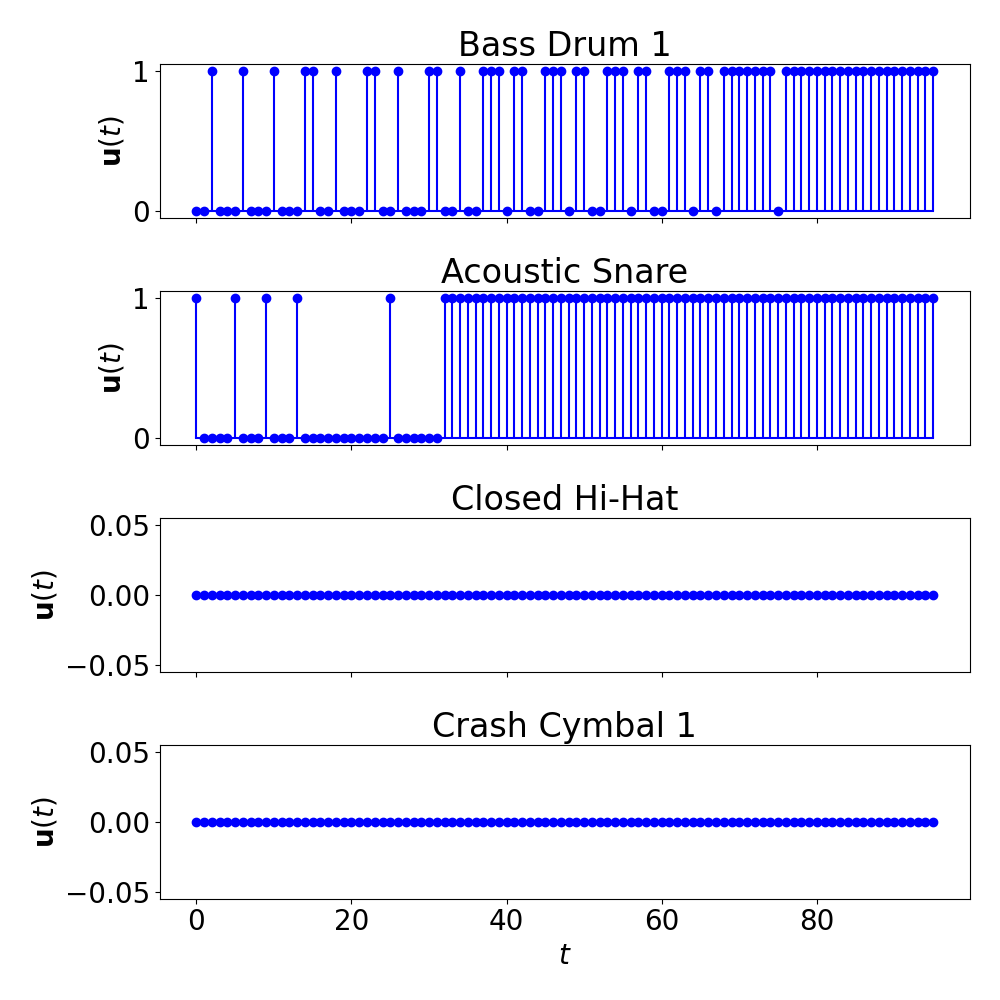 Bass Drum 1
1
u(t)
0
Acoustic Snare
1
u(t)
0
Closed Hi-Hat
0.05
u(t)
0.00
−0.05
Crash Cymbal 1
0.05
u(t)
0.00
−0.05
0 20 40 60 80
t